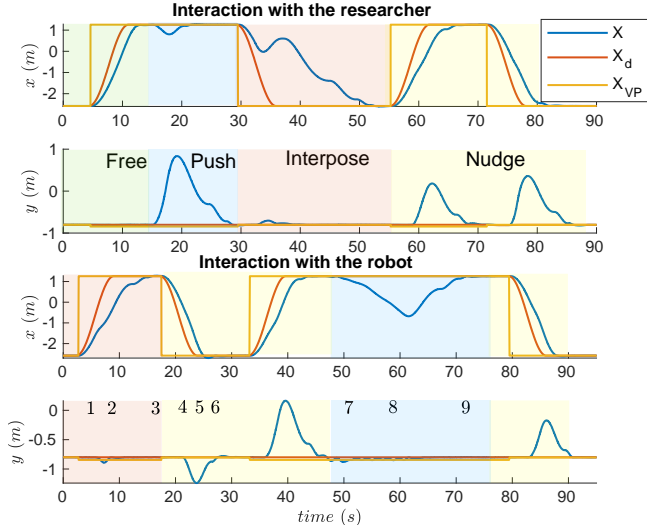 Interaction with the researcher
x (m)
1
0
-1
-2
0 10 20 30 40 50 60 70 80 90
X
X_d
X_VP
y (m)
1
0
-1
Free Push Interpose Nudge
0 10 20 30 40 50 60 70 80 90
Interaction with the robot
x (m)
1
0
-1
-2
0 10 20 30 40 50 60 70 80 90
y (m)
0
-0.5
-1
1 2 3 4 5 6 7 8 9
0 10 20 30 40 50 60 70 80 90
time (s)